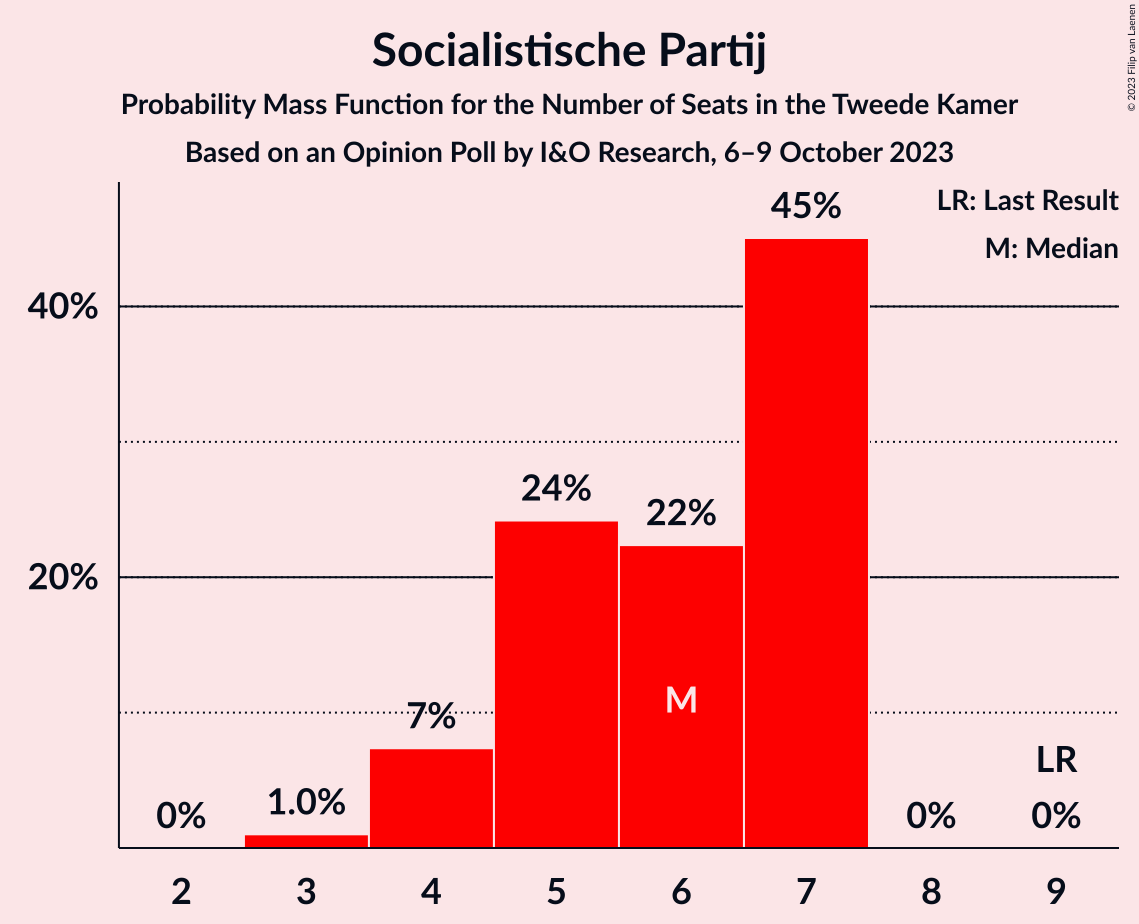 Socialistische Partij
Probability Mass Function for the Number of Seats in the Tweede Kamer
Based on an Opinion Poll by I&O Research, 6–9 October 2023
© 2023 Filip van Laenen
LR: Last Result
M: Median
40%
20%
0%
1.0%
7%
24%
22%
45%
0%
0%
M
LR
2 3 4 5 6 7 8 9